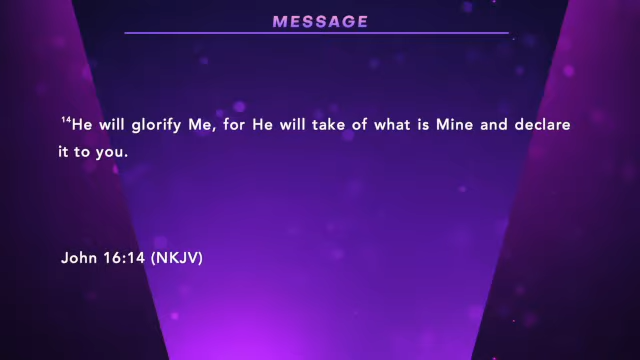 MESSAGE
¹⁴He will glorify Me, for He will take of what is Mine and declare
it to you.
John 16:14 (NKJV)